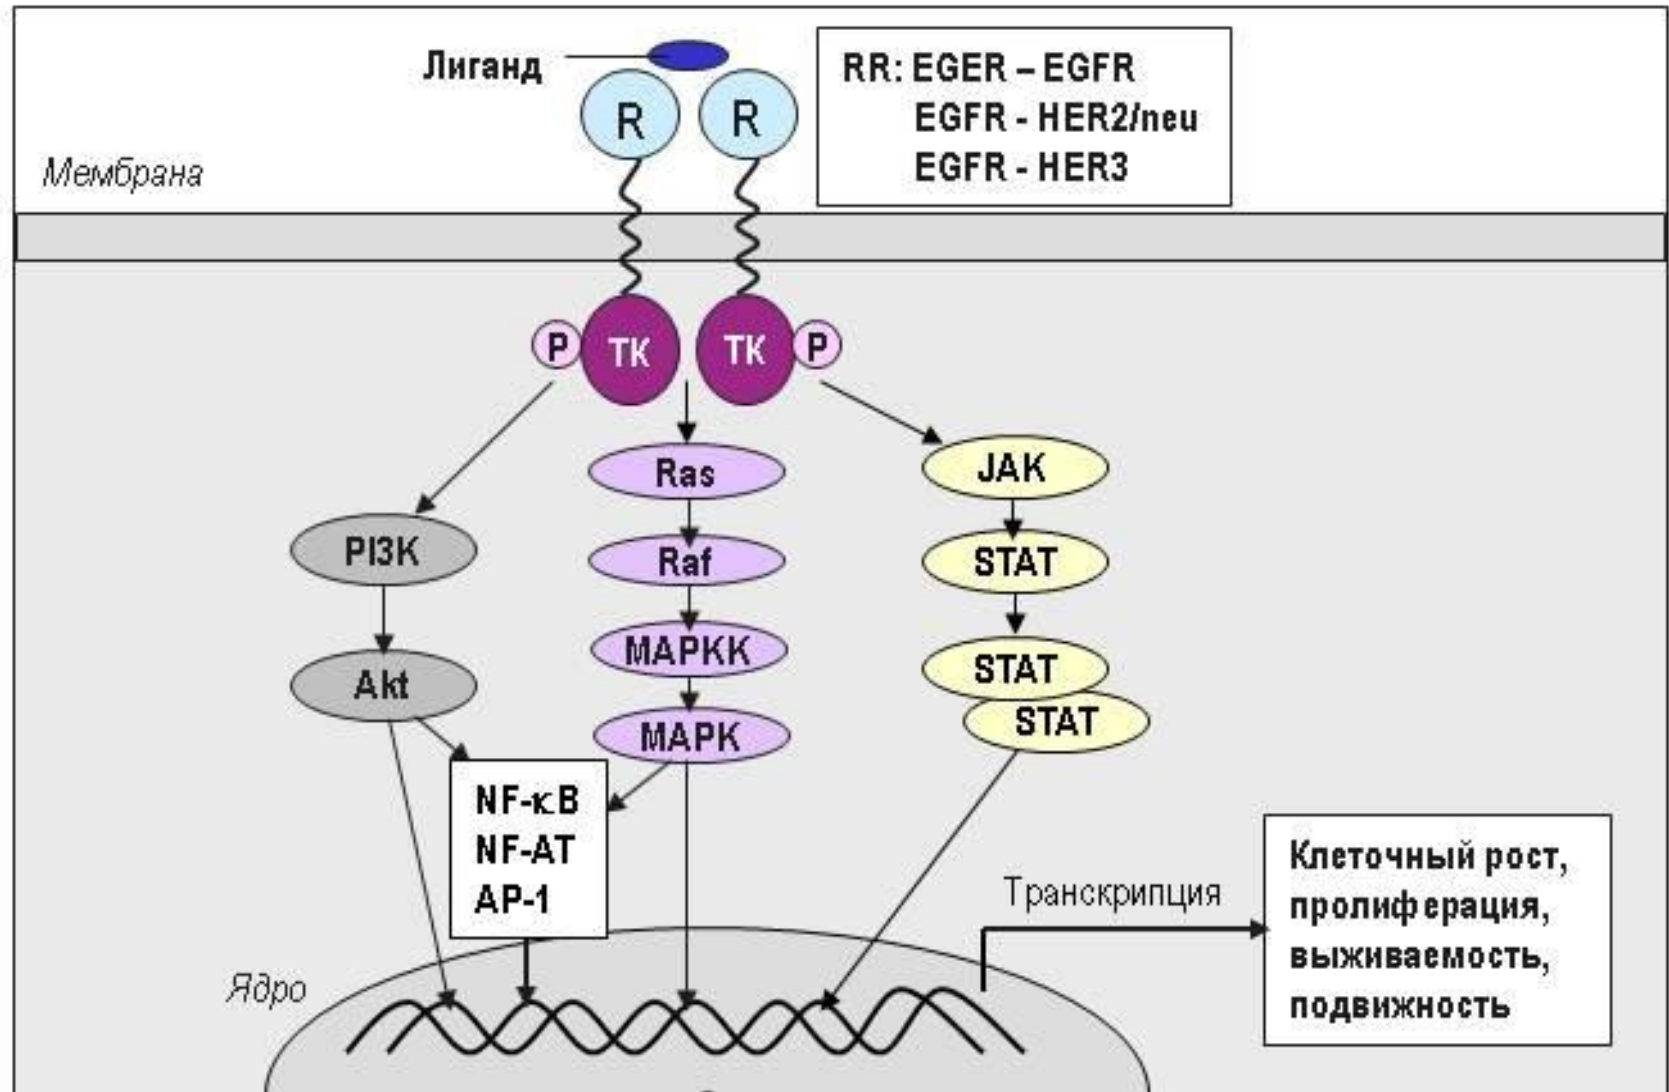 Лиганд
RR: EGER – EGFR
EGFR - HER2/neu
EGFR - HER3
R R
Мембрана
P TK TK P
Ras
JAK
PI3K
Raf
STAT
MAPKK
STAT
Akt
STAT
MAPK
NF-κB
NF-AT
AP-1
Транскрипция
Клеточный рост,
пролиферация,
выживаемость,
подвижность
Ядро